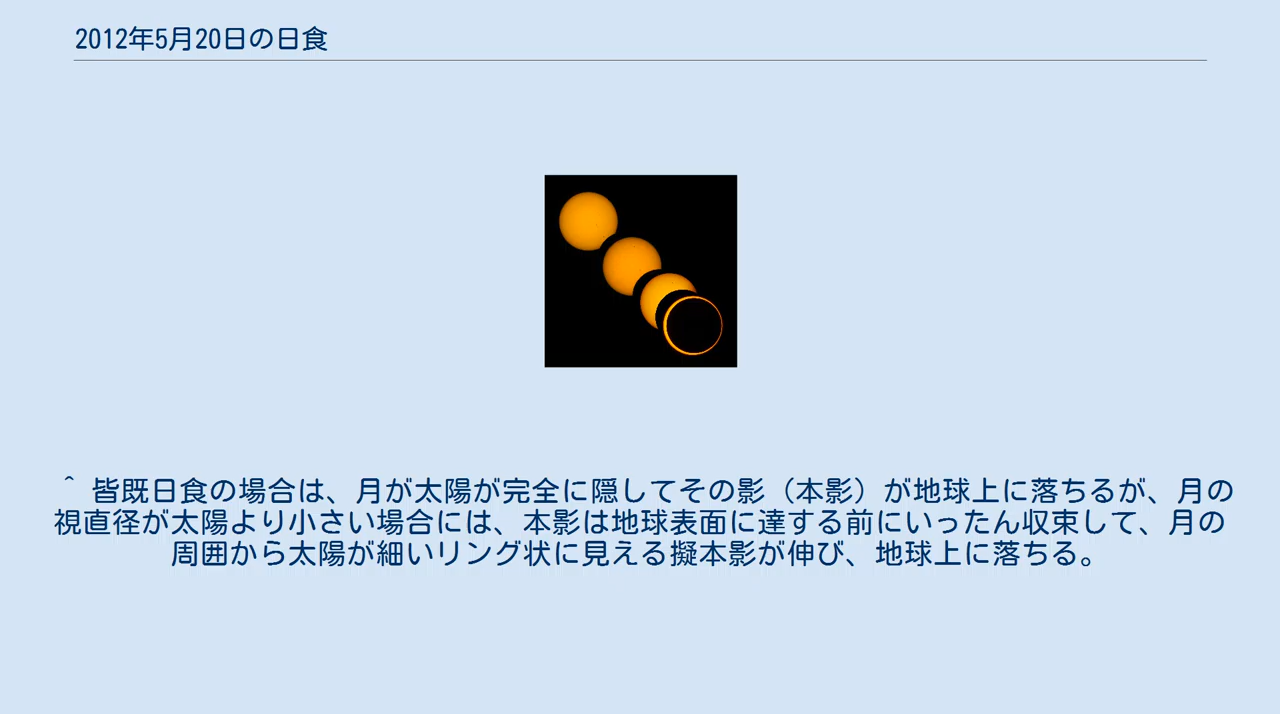 2012年5月20日の日食
^ 皆既日食の場合は、月が太陽が完全に隠してその影（本影）が地球上に落ちるが、月の
視直径が太陽より小さい場合には、本影は地球表面に達する前にいったん収束して、月の
周囲から太陽が細いリング状に見える擬本影が伸び、地球上に落ちる。